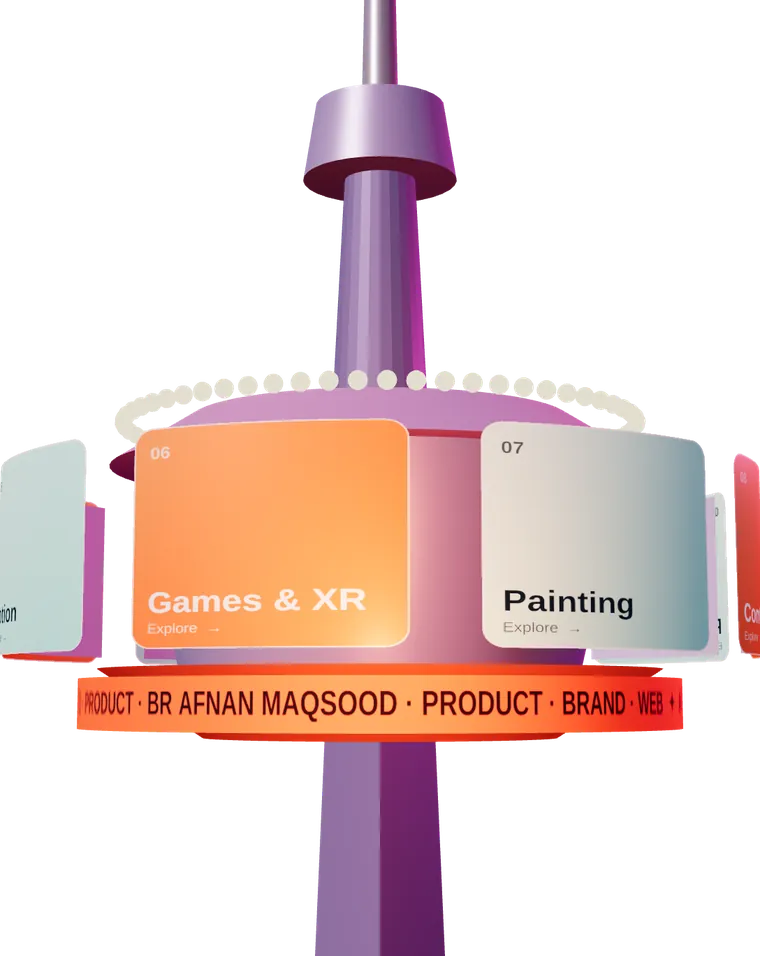 06
Games & XR
Explore →
07
Painting
Explore →
PRODUCT · BR AFNAN MAQSOOD · PRODUCT · BRAND · WEB ✦